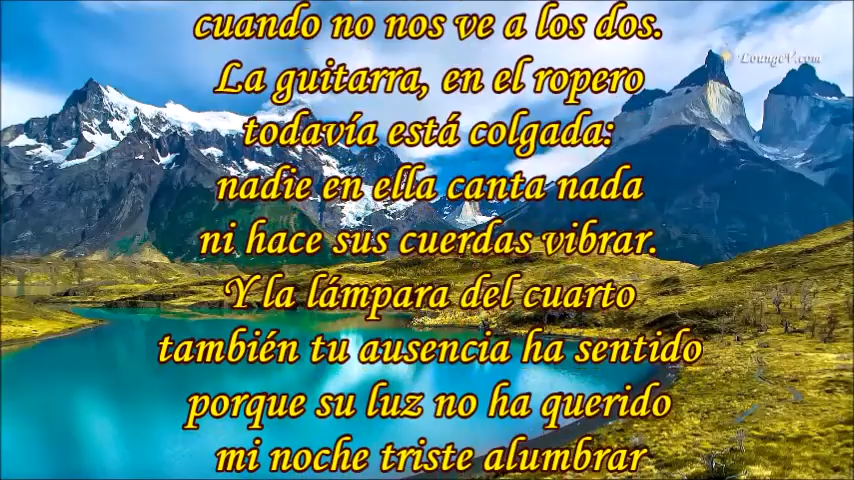 cuando no nos ve a los dos.
LoungeV.com
La guitarra, en el ropero
todavía está colgada:
nadie en ella canta nada
ni hace sus cuerdas vibrar.
Y la lámpara del cuarto
también tu ausencia ha sentido
porque su luz no ha querido
mi noche triste alumbrar